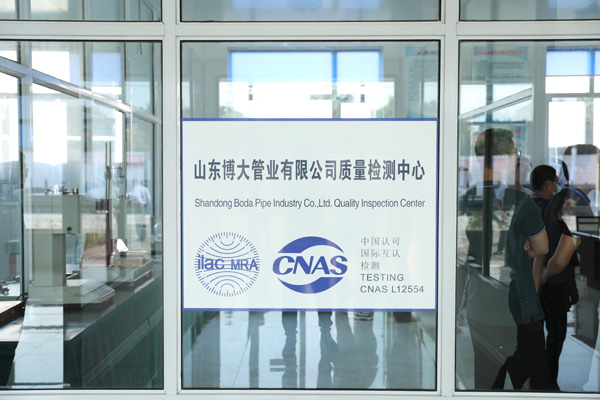 山东博大管业有限公司质量检测中心
Shandong Boda Pipe Industry Co.,Ltd. Quality Inspection Center
ilac-MRA
CNAS
中国认可
国际互认
检测
TESTING
CNAS L12554